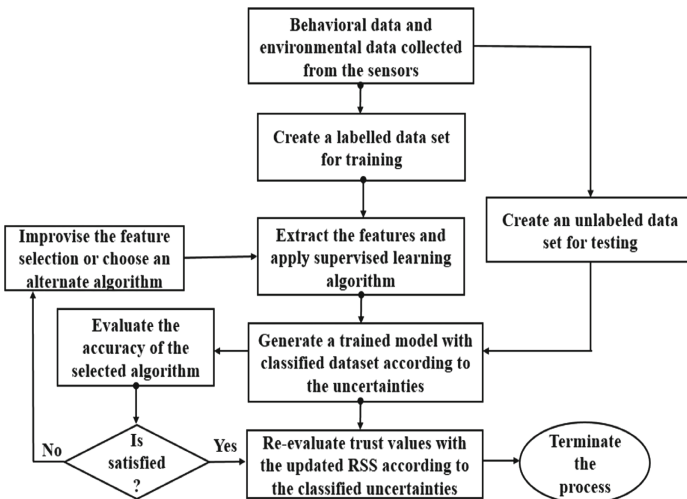 Behavioral data and
environmental data collected
from the sensors
Create a labelled data set
for training
Improvise the feature
selection or choose an
alternate algorithm
Extract the features and
apply supervised learning
algorithm
Create an unlabeled data
set for testing
Evaluate the
accuracy of the
selected algorithm
Generate a trained model with
classified dataset according to
the uncertainties
No
Is
satisfied
?
Yes
Re-evaluate trust values with
the updated RSS according to
the classified uncertainties
Terminate
the
process